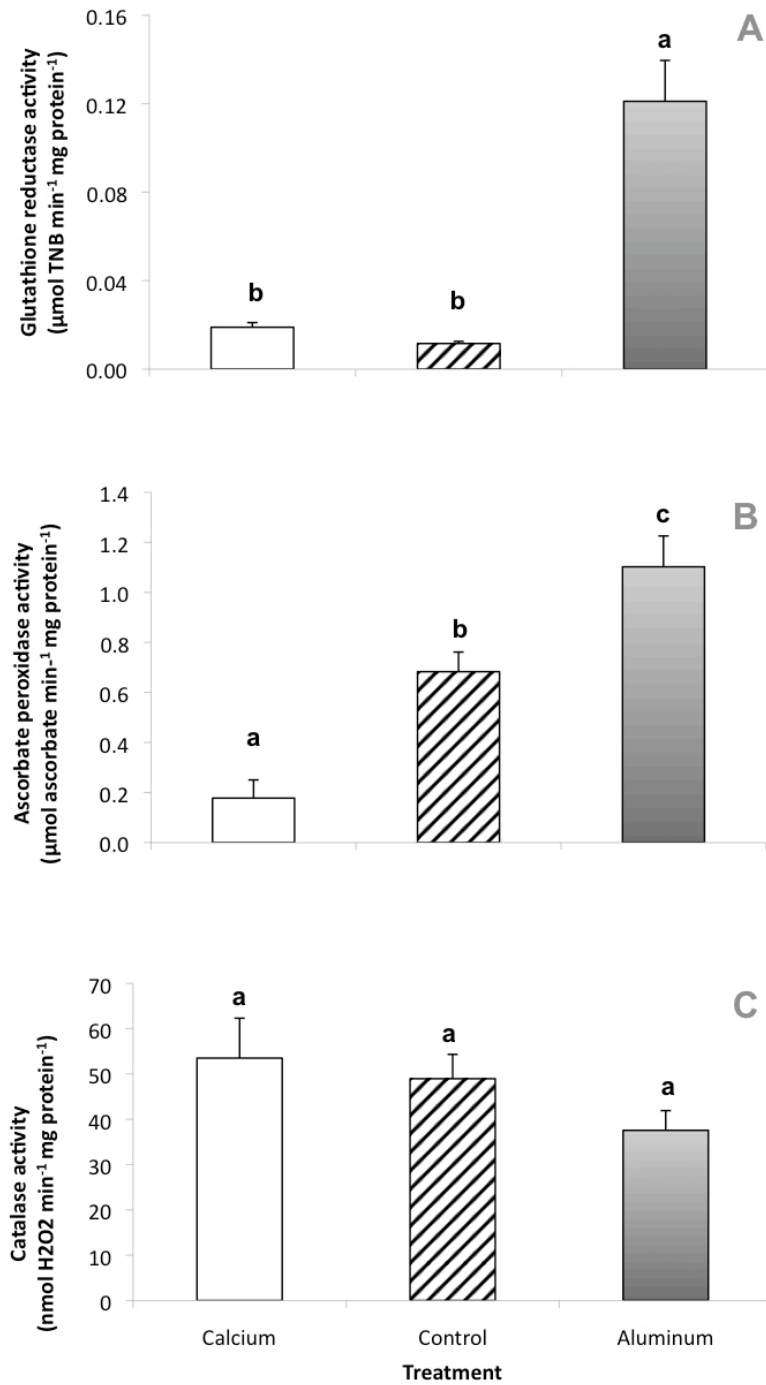 A
Glutathione reductase activity
(μmol TNB min⁻¹ mg protein⁻¹)
0.16
0.12
0.08
0.04
0.00
b
b
a
B
Ascorbate peroxidase activity
(μmol ascorbate min-¹ mg protein⁻¹)
1.4
1.2
1.0
0.8
0.6
0.4
0.2
0.0
a
b
c
C
Catalase activity
(nmol H2O2 min⁻¹ mg protein⁻¹)
70
60
50
40
30
20
10
0
a
a
a
Calcium Control Aluminum
Treatment